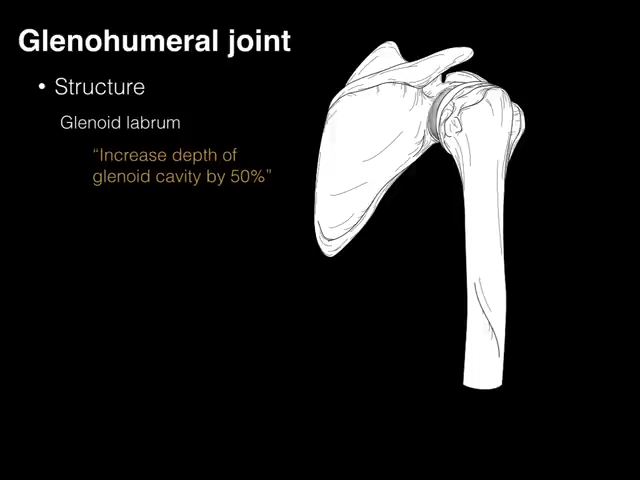 Glenohumeral joint
• Structure
Glenoid labrum
“Increase depth of
glenoid cavity by 50%”